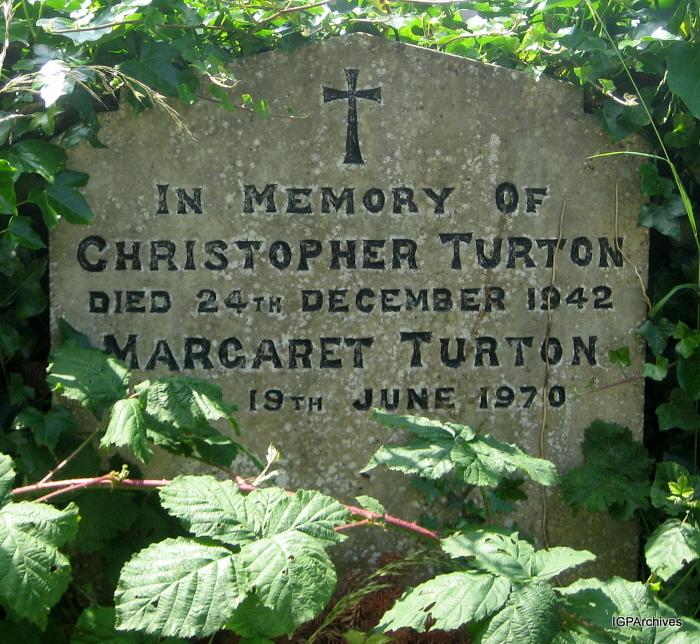 IN MEMORY OF
CHRISTOPHER TURTON
DIED 24TH DECEMBER 1942
MARGARET TURTON
19TH JUNE 1970
IGPArchives